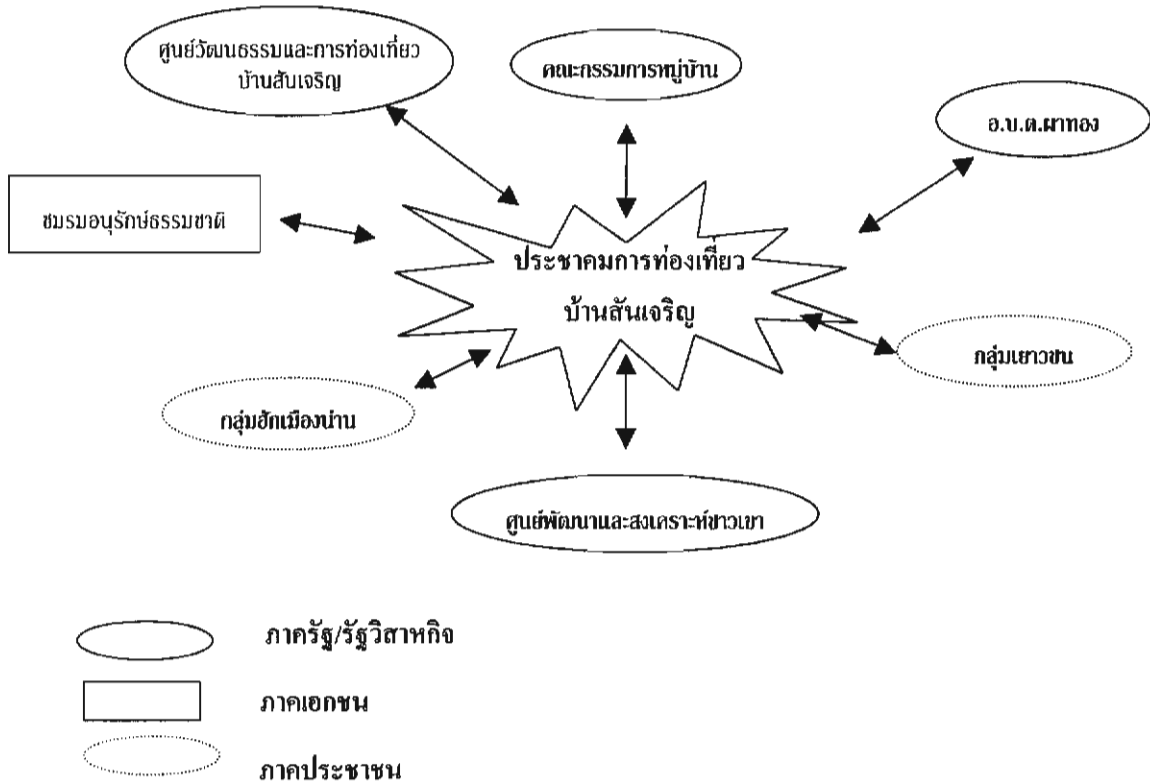 ศูนย์วัฒนธรรมและการท่องเที่ยว
บ้านสันเจริญ
คณะกรรมการหมู่บ้าน
อ.บ.ต.ผาทอง
ชมรมอนุรักษ์ธรรมชาติ
ประชาคมการท่องเที่ยว
บ้านสันเจริญ
กลุ่มเยาวชน
กลุ่มฮักเมืองน่าน
ศูนย์พัฒนาและสงเคราะห์ชาวเขา
ภาครัฐ/รัฐวิสาหกิจ
ภาคเอกชน
ภาคประชาชน